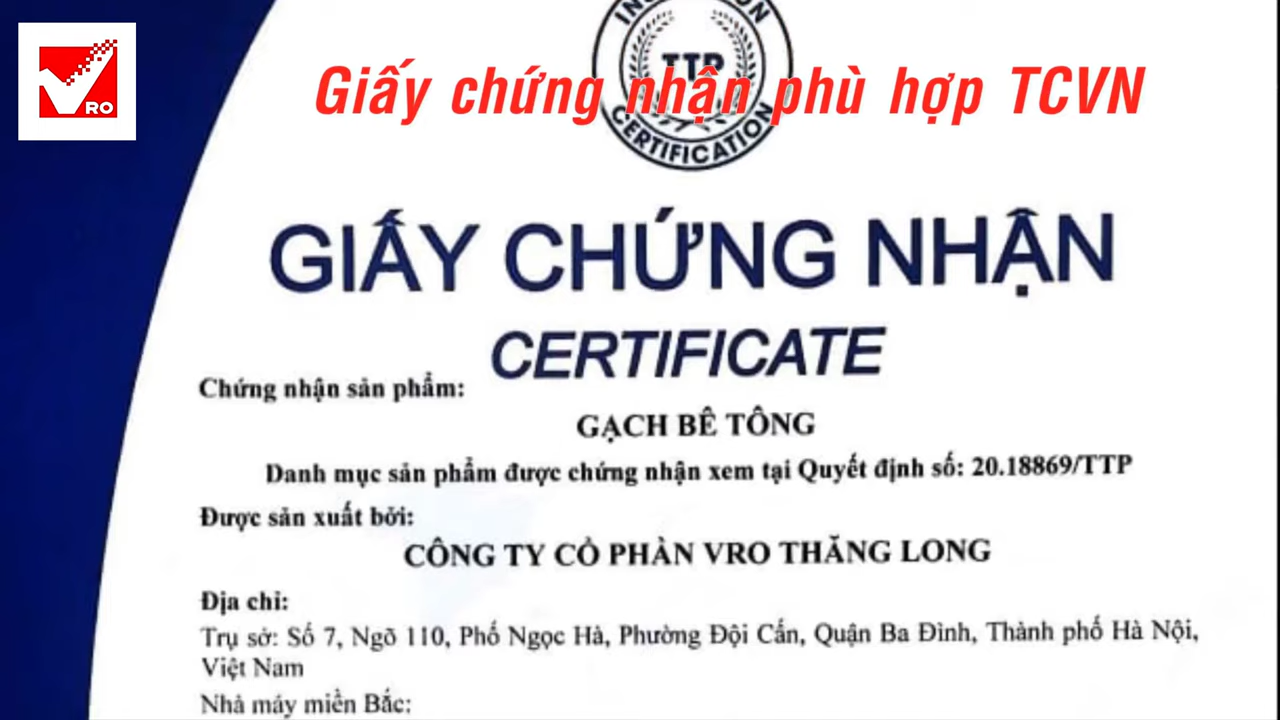 RO
Giấy chứng nhận phù hợp TCVN
TTP
CERTIFICATION
GIẤY CHỨNG NHẬN
CERTIFICATE
Chứng nhận sản phẩm:
GẠCH BÊ TÔNG
Danh mục sản phẩm được chứng nhận xem tại Quyết định số: 20.18869/TTP
Được sản xuất bởi:
CÔNG TY CỔ PHẦN VRO THĂNG LONG
Địa chỉ:
Trụ sở: Số 7, Ngõ 110, Phố Ngọc Hà, Phường Đội Cấn, Quận Ba Đình, Thành phố Hà Nội,
Việt Nam
Nhà máy miền Bắc: